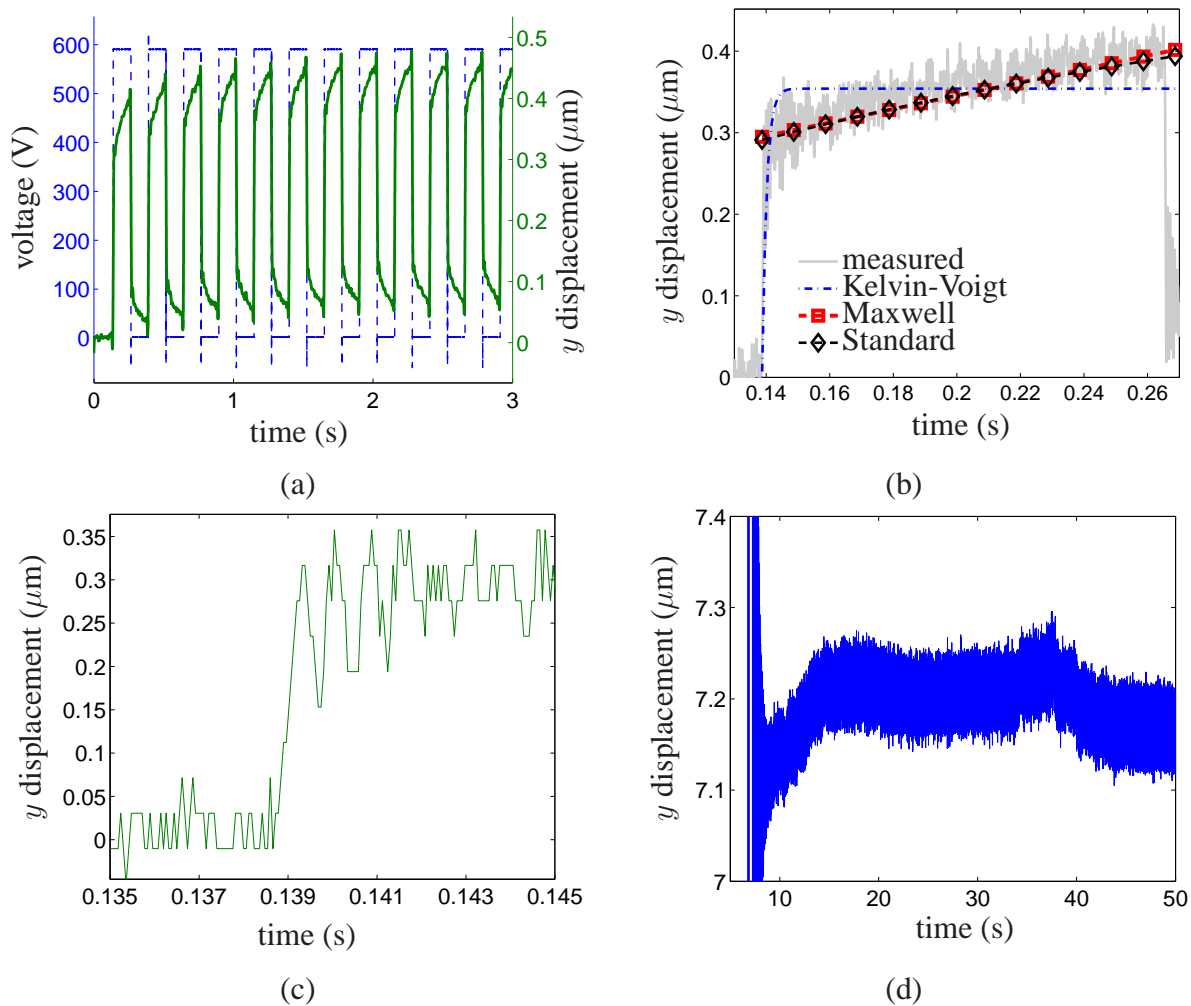 600
500
400
300
200
100
0
voltage (V)
0.5
0.4
0.3
0.2
0.1
0
y displacement (μm)
0
1
2
3
time (s)
(a)
0.4
0.3
0.2
0.1
0
y displacement (μm)
measured
Kelvin-Voigt
Maxwell
Standard
0.14 0.16 0.18 0.2 0.22 0.24 0.26
time (s)
(b)
0.35
0.3
0.25
0.2
0.15
0.1
0.05
0
y displacement (μm)
0.135 0.137 0.139 0.141 0.143 0.145
time (s)
(c)
7.4
7.3
7.2
7.1
7
y displacement (μm)
10 20 30 40 50
time (s)
(d)